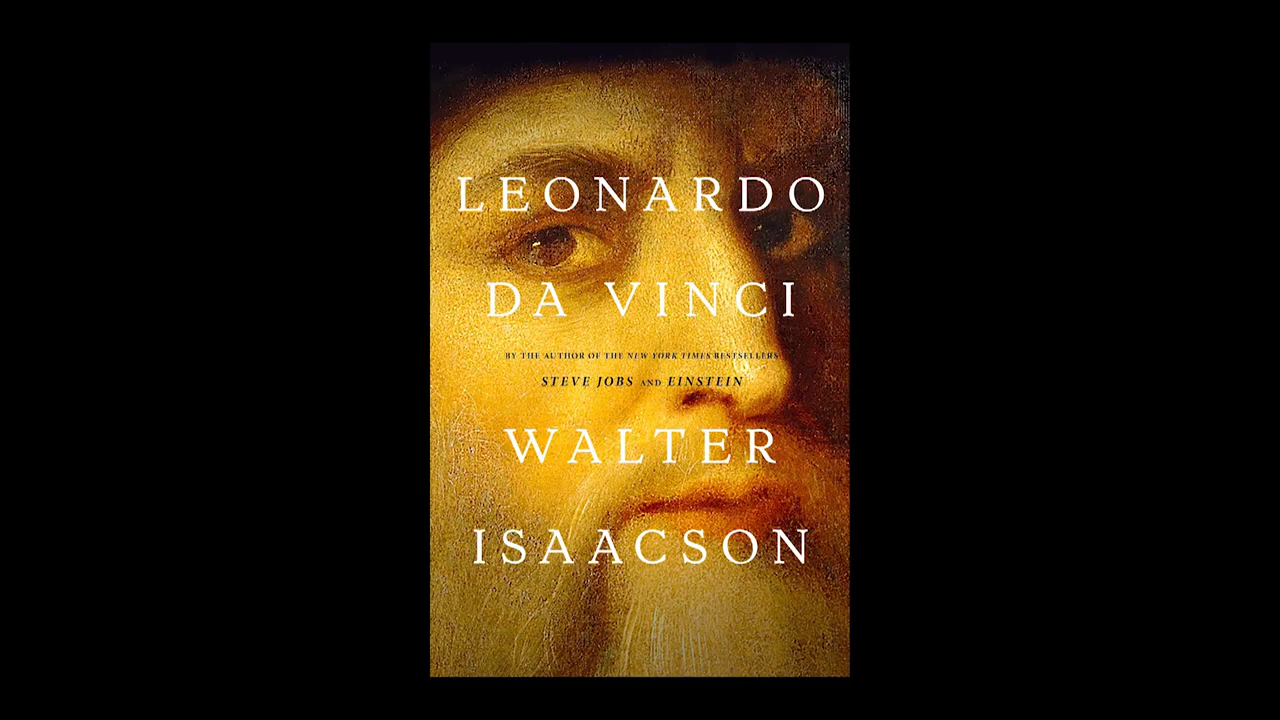 LEONARDO
DA VINCI
BY THE AUTHOR OF THE NEW YORK TIMES BESTSELLERS
STEVE JOBS AND EINSTEIN
WALTER
ISAACSON